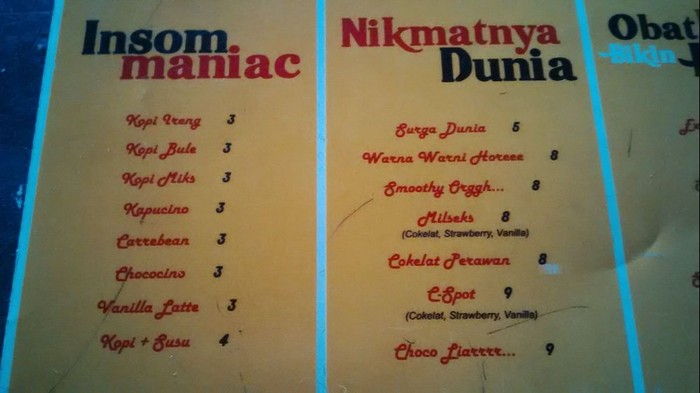 Insom
maniac
Kopi Ireng 3
Kopi Bule 3
Kopi Miks 3
Kapucino 3
Carrebean 3
Chococino 3
Vanilla Latte 3
Kopi + Susu 4
Nikmatnya
Dunia
Surga Dunia 5
Warna Warni Horeee 8
Smoothy Orggh... 8
Milseks 8
(Cokelat, Strawberry, Vanilla)
Cokelat Perawan 8
C-Spot 9
(Cokelat, Strawberry, Vanilla)
Choco Liarrrr... 9
Obat
~Bikin